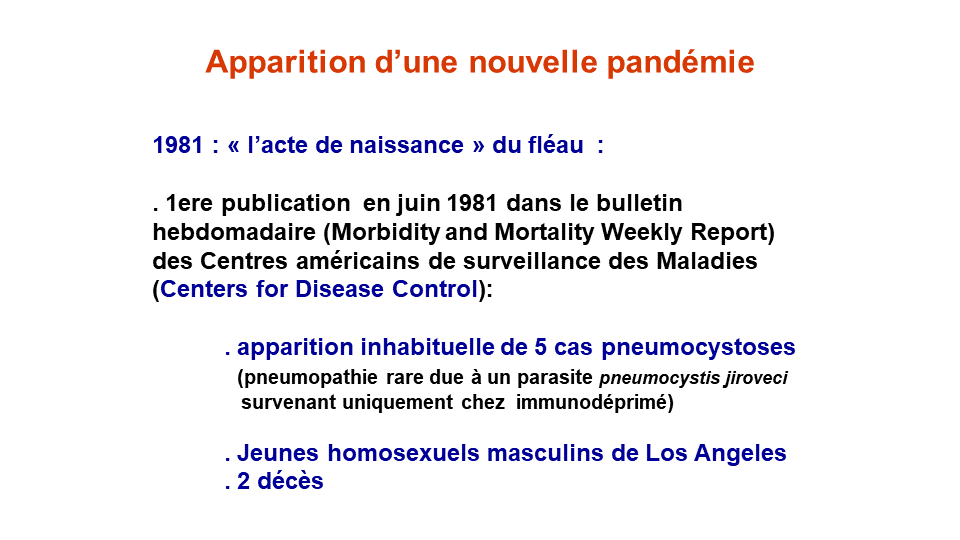 Apparition d’une nouvelle pandémie
1981 : « l’acte de naissance » du fléau  :
. 1ere publication  en juin 1981 dans le bulletin
hebdomadaire (Morbidity and Mortality Weekly Report)
des Centres américains de surveillance des Maladies
(Centers for Disease Control):
. apparition inhabituelle de 5 cas pneumocystoses
(pneumopathie rare due à un parasite pneumocystis jiroveci
survenant uniquement chez  immunodéprimé)
. Jeunes homosexuels masculins de Los Angeles
. 2 décès